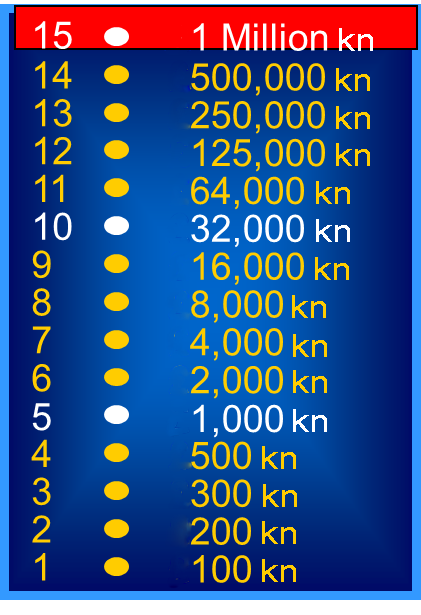 15 1 Million kn
14 500,000 kn
13 250,000 kn
12 125,000 kn
11 64,000 kn
10 32,000 kn
9 16,000 kn
8 8,000 kn
7 4,000 kn
6 2,000 kn
5 1,000 kn
4 500 kn
3 300 kn
2 200 kn
1 100 kn